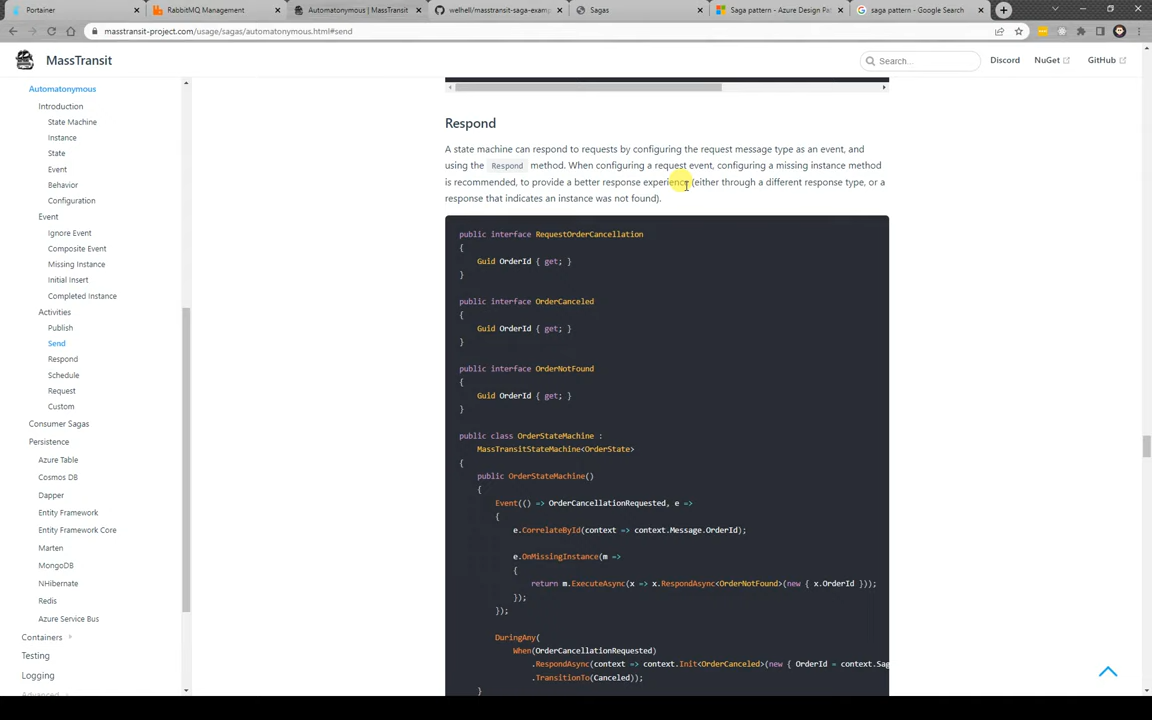 Portainer
RabbitMQ Management
Automatonymous | MassTransit
welhell/masstransit-saga-exam
Sagas
Saga pattern - Azure Design Pa
saga pattern - Google Search
masstransit-project.com/usage/sagas/automatonymous.html#send
MassTransit
Search...
Discord
NuGet
GitHub
Automatonymous
Introduction
State Machine
Instance
State
Event
Behavior
Configuration
Event
Ignore Event
Composite Event
Missing Instance
Initial Insert
Completed Instance
Activities
Publish
Send
Respond
Schedule
Request
Custom
Consumer Sagas
Persistence
Azure Table
Cosmos DB
Dapper
Entity Framework
Entity Framework Core
Marten
MongoDB
NHibernate
Redis
Azure Service Bus
Containers
Testing
Logging
Advanced
Respond
A state machine can respond to requests by configuring the request message type as an event, and
using the Respond method. When configuring a request event, configuring a missing instance method
is recommended, to provide a better response experience (either through a different response type, or a
response that indicates an instance was not found).
public interface RequestOrderCancellation
{
Guid OrderId { get; }
}
public interface OrderCanceled
{
Guid OrderId { get; }
}
public interface OrderNotFound
{
Guid OrderId { get; }
}
public class OrderStateMachine :
MassTransitStateMachine<OrderState>
{
public OrderStateMachine()
{
Event(() => OrderCancellationRequested, e =>
{
e.CorrelateById(context => context.Message.OrderId);
e.OnMissingInstance(m =>
{
return m.ExecuteAsync(x => x.RespondAsync<OrderNotFound>(new { x.OrderId }));
});
});
DuringAny(
When(OrderCancellationRequested)
.RespondAsync(context => context.Init<OrderCanceled>(new { OrderId = context.Sag
.TransitionTo(Canceled));
}